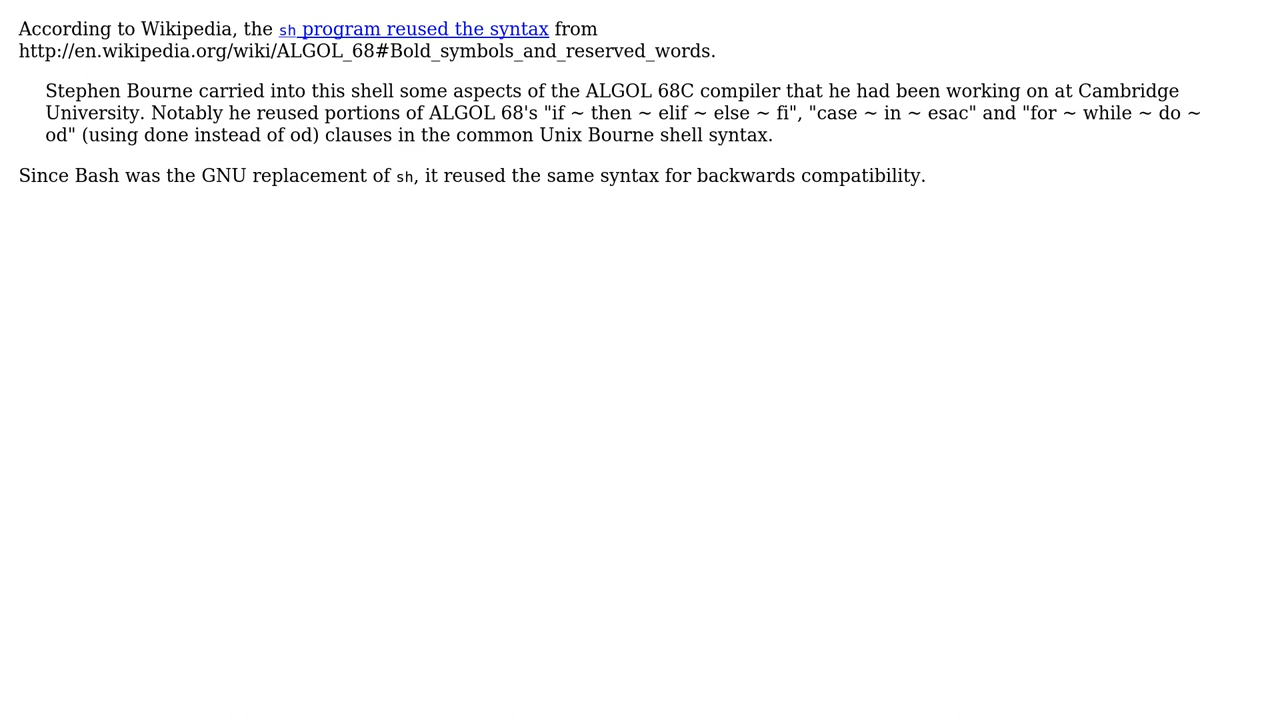 According to Wikipedia, the sh program reused the syntax from
http://en.wikipedia.org/wiki/ALGOL_68#Bold_symbols_and_reserved_words.
Stephen Bourne carried into this shell some aspects of the ALGOL 68C compiler that he had been working on at Cambridge
University. Notably he reused portions of ALGOL 68's "if ~ then ~ elif ~ else ~ fi", "case ~ in ~ esac" and "for ~ while ~ do ~
od" (using done instead of od) clauses in the common Unix Bourne shell syntax.
Since Bash was the GNU replacement of sh, it reused the same syntax for backwards compatibility.